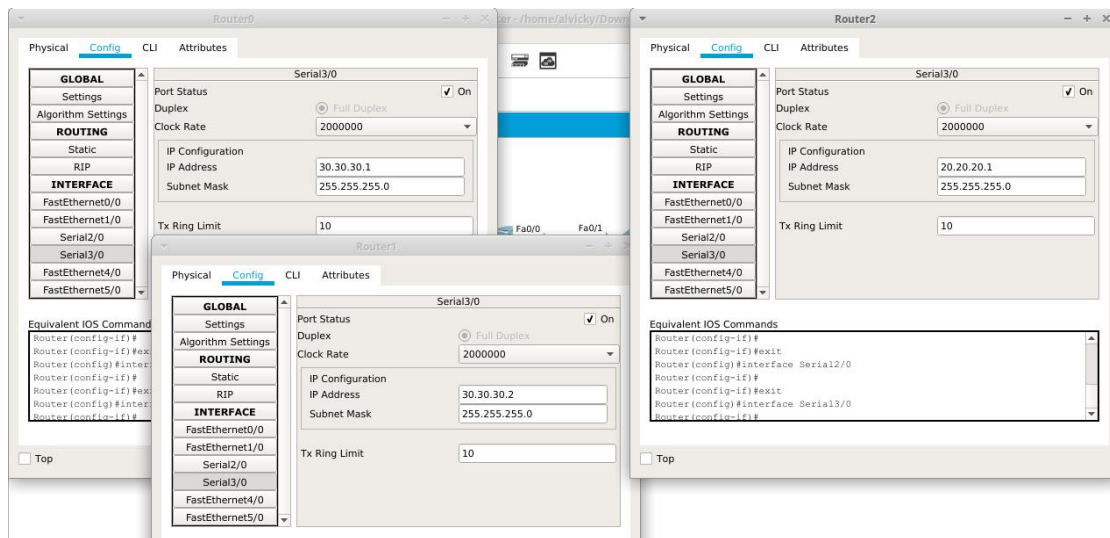 Router0
Physical Config CLI Attributes
GLOBAL
Settings
Algorithm Settings
ROUTING
Static
RIP
INTERFACE
FastEthernet0/0
FastEthernet1/0
Serial2/0
Serial3/0
FastEthernet4/0
FastEthernet5/0
Serial3/0
Port Status On
Duplex Full Duplex
Clock Rate 2000000
IP Configuration
IP Address 30.30.30.1
Subnet Mask 255.255.255.0
Tx Ring Limit 10
Equivalent IOS Command
Router(config-if)#
Router(config-if)#ex
Router(config)#inter
Router(config-if)#
Router(config-if)#ex
Router(config)#inter
Router(config-if)#
Top
ter - /home/alvicky/Down
Fa0/0 Fa0/1
Router1
Physical Config CLI Attributes
GLOBAL
Settings
Algorithm Settings
ROUTING
Static
RIP
INTERFACE
FastEthernet0/0
FastEthernet1/0
Serial2/0
Serial3/0
FastEthernet4/0
FastEthernet5/0
Serial3/0
Port Status On
Duplex Full Duplex
Clock Rate 2000000
IP Configuration
IP Address 30.30.30.2
Subnet Mask 255.255.255.0
Tx Ring Limit 10
Router2
Physical Config CLI Attributes
GLOBAL
Settings
Algorithm Settings
ROUTING
Static
RIP
INTERFACE
FastEthernet0/0
FastEthernet1/0
Serial2/0
Serial3/0
FastEthernet4/0
FastEthernet5/0
Serial3/0
Port Status On
Duplex Full Duplex
Clock Rate 2000000
IP Configuration
IP Address 20.20.20.1
Subnet Mask 255.255.255.0
Tx Ring Limit 10
Equivalent IOS Commands
Router(config-if)#
Router(config-if)#exit
Router(config)#interface Serial2/0
Router(config-if)#
Router(config-if)#exit
Router(config)#interface Serial3/0
Router(config-if)#
Top